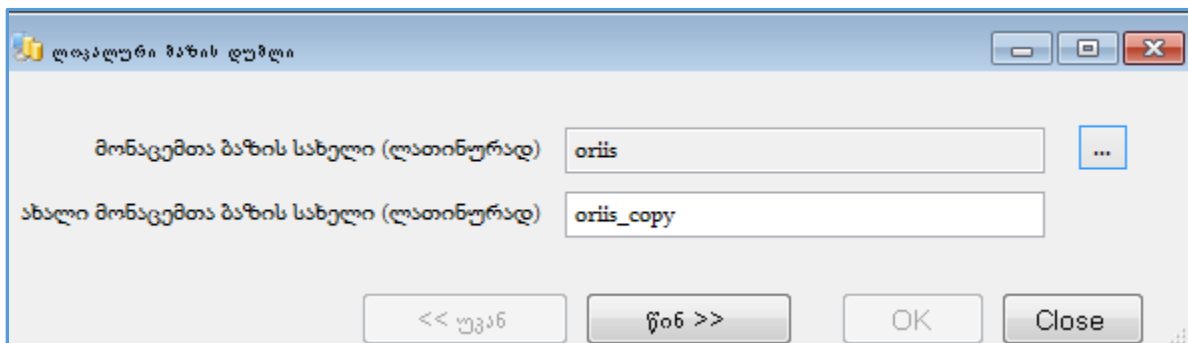 ლოკალური ბაზის დუბლი
მონაცემთა ბაზის სახელი (ლათინურად) oriis ...
ახალი მონაცემთა ბაზის სახელი (ლათინურად) oriis_copy
<< უკან წინ >> OK Close